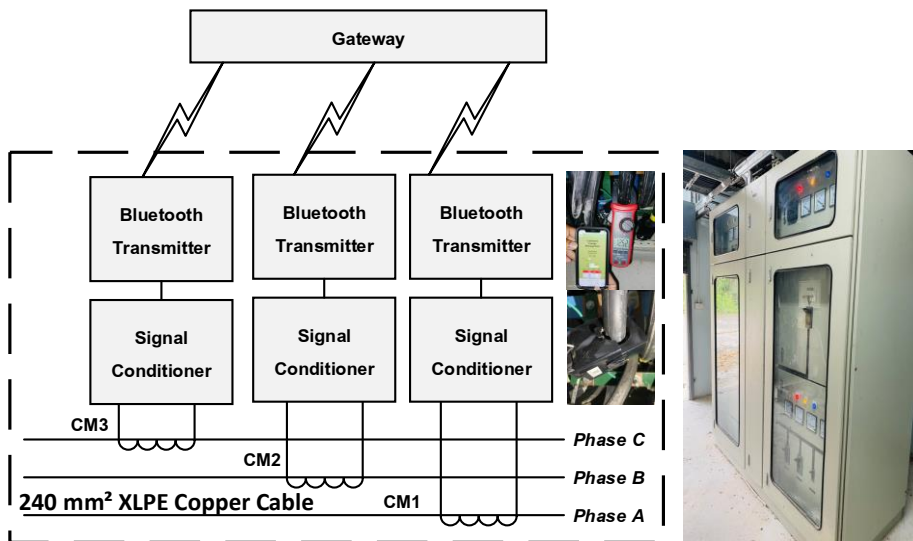 Gateway
Bluetooth
Transmitter
Bluetooth
Transmitter
Bluetooth
Transmitter
Signal
Conditioner
Signal
Conditioner
Signal
Conditioner
CM3
Phase C
CM2
Phase B
240 mm² XLPE Copper Cable
CM1
Phase A